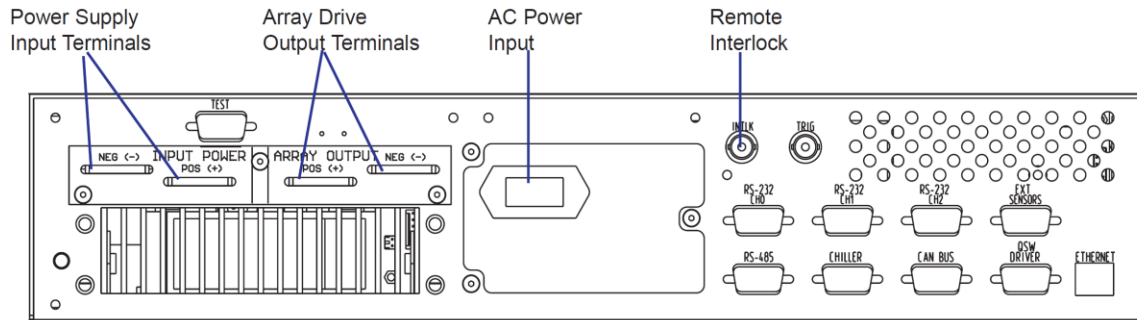 Power Supply
Input Terminals
Array Drive
Output Terminals
AC Power
Input
Remote
Interlock
TEST
INTLK
TRIG
NEG (-)
INPUT POWER
POS (+)
ARRAY OUTPUT
POS (+)
NEG (-)
RS-232
CH0
RS-232
CH1
RS-232
CH2
EXT
SENSORS
RS-485
CHILLER
CAN BUS
QSW
DRIVER
ETHERNET